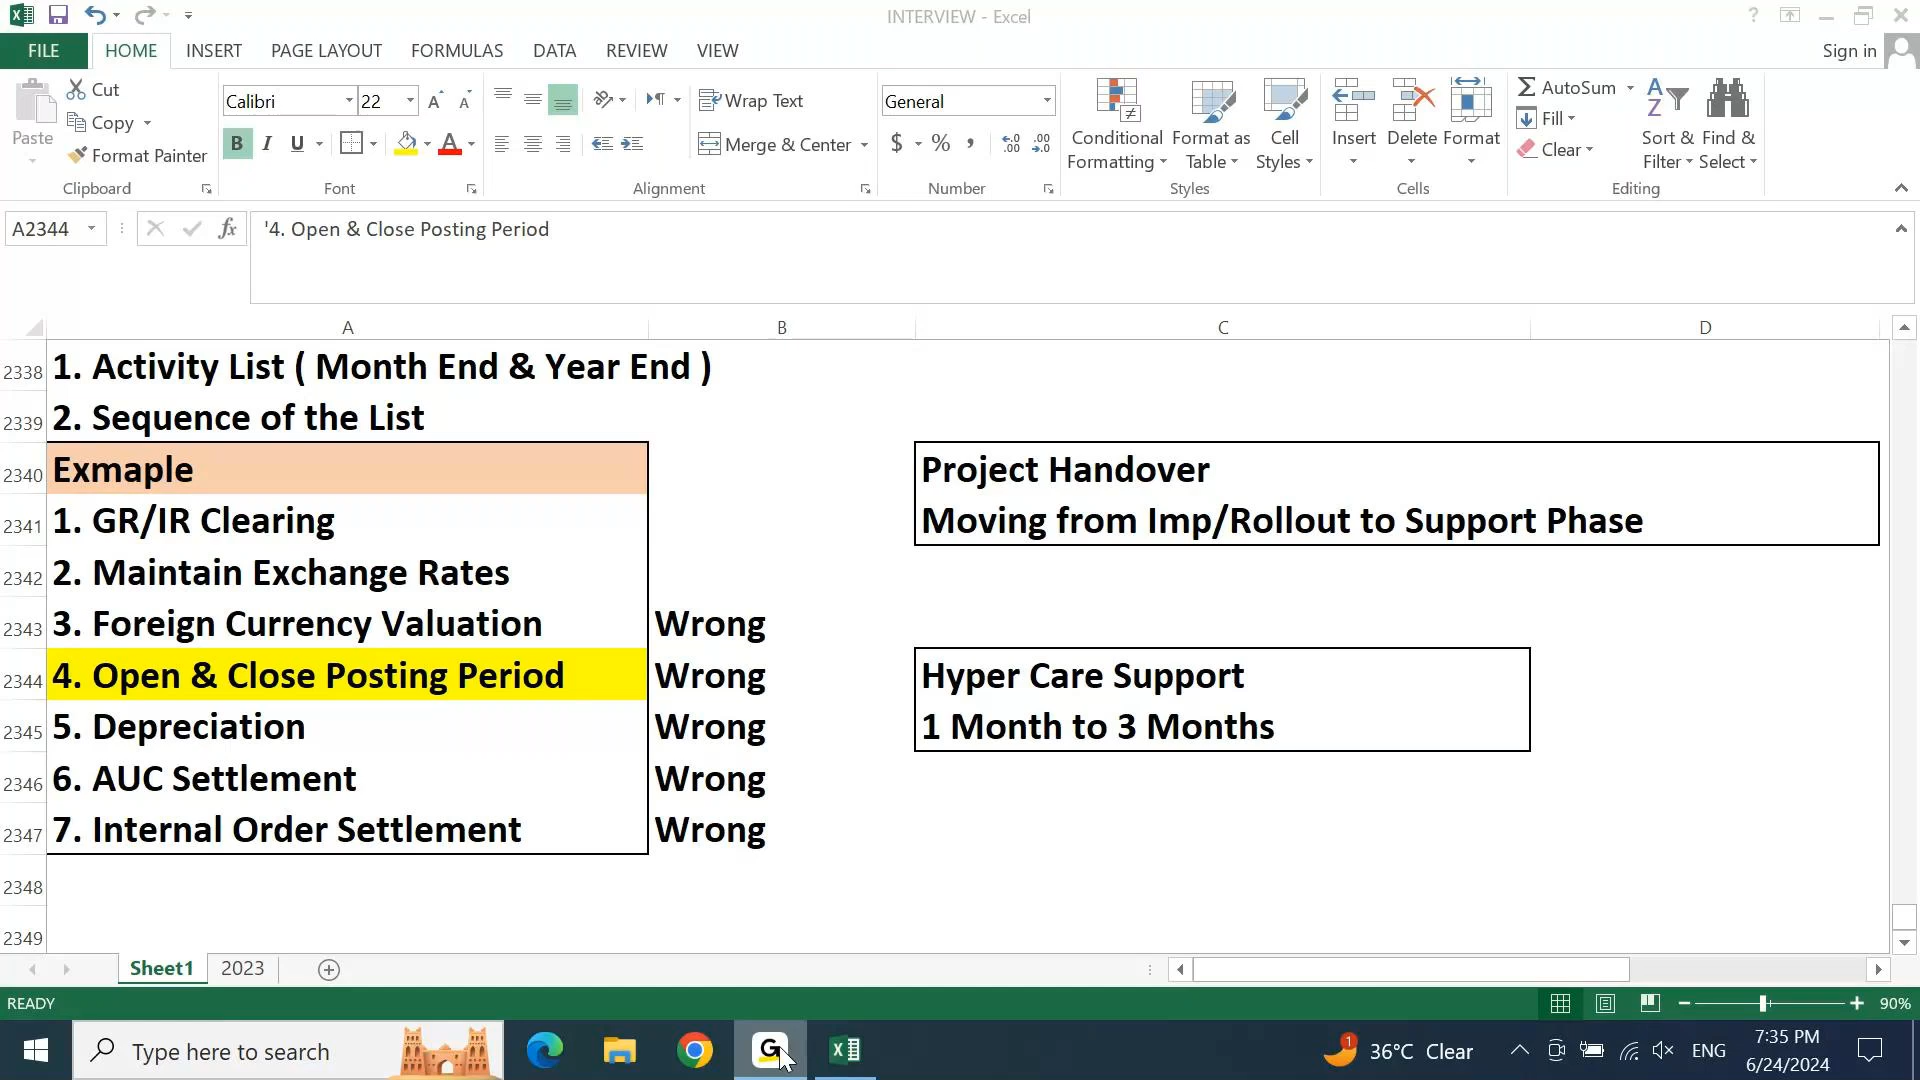 INTERVIEW - Excel
?
FILE HOME INSERT PAGE LAYOUT FORMULAS DATA REVIEW VIEW Sign in
Paste
Cut
Copy
Format Painter
Clipboard
Calibri 22
B I U
Font
Wrap Text
Merge & Center
Alignment
General
$ %
Number
Conditional Formatting
Format as Table
Cell Styles
Styles
Insert Delete Format
Cells
AutoSum
Fill
Clear
Sort & Filter
Find & Select
Editing
A2344 fx '4. Open & Close Posting Period
A B C D
2338 1. Activity List ( Month End & Year End )
2339 2. Sequence of the List
2340 Exmaple Project Handover
2341 1. GR/IR Clearing Moving from Imp/Rollout to Support Phase
2342 2. Maintain Exchange Rates
2343 3. Foreign Currency Valuation Wrong
2344 4. Open & Close Posting Period Wrong Hyper Care Support
2345 5. Depreciation Wrong 1 Month to 3 Months
2346 6. AUC Settlement Wrong
2347 7. Internal Order Settlement Wrong
2348
2349
Sheet1 2023
READY 90%
Type here to search 36°C Clear ENG 7:35 PM
6/24/2024